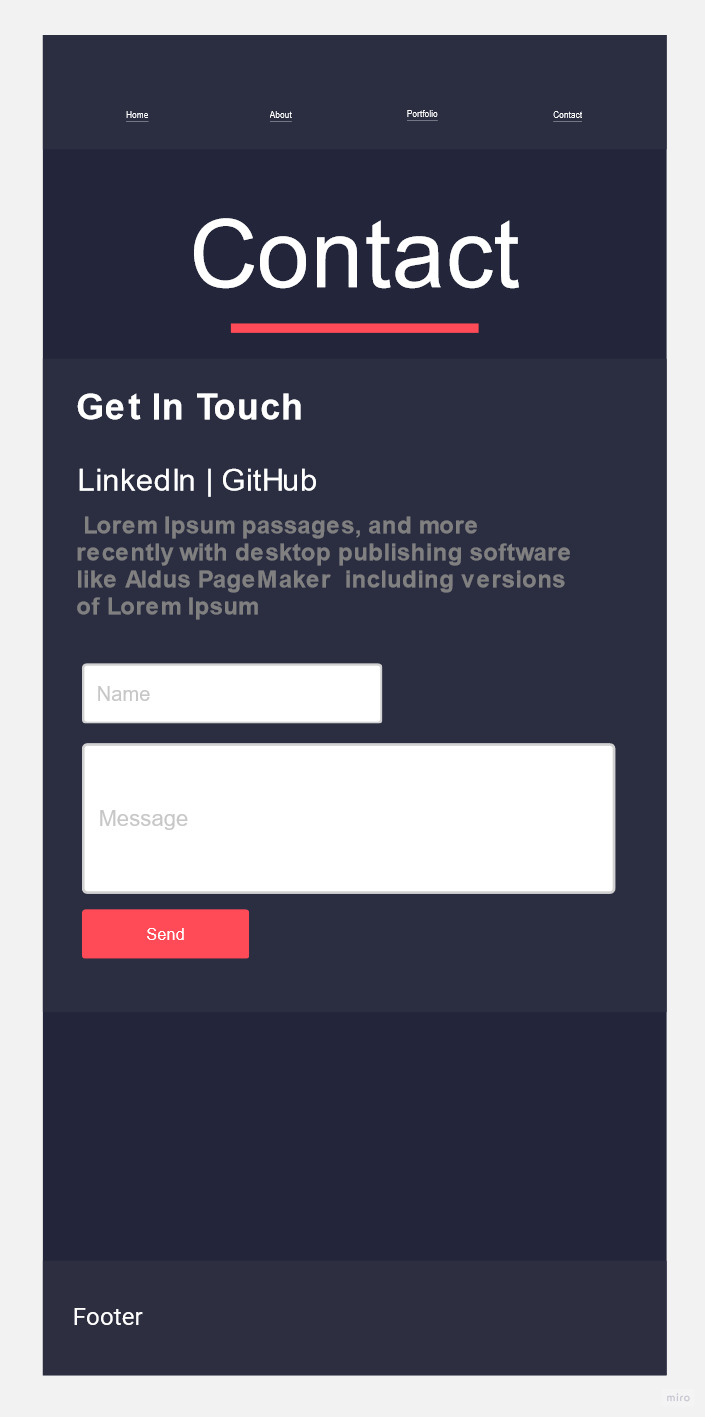 Home About Portfolio Contact
Contact
Get In Touch
LinkedIn | GitHub
Lorem Ipsum passages, and more
recently with desktop publishing software
like Aldus PageMaker including versions
of Lorem Ipsum
Name
Message
Send
Footer
miro